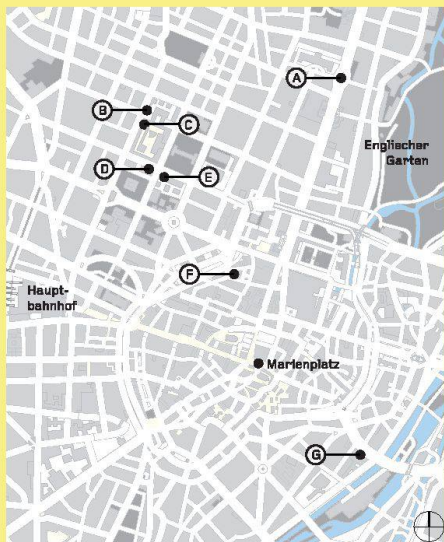 A
B
C
Englischer
Garten
D
E
F
Haupt-
bahnhof
Marienplatz
G